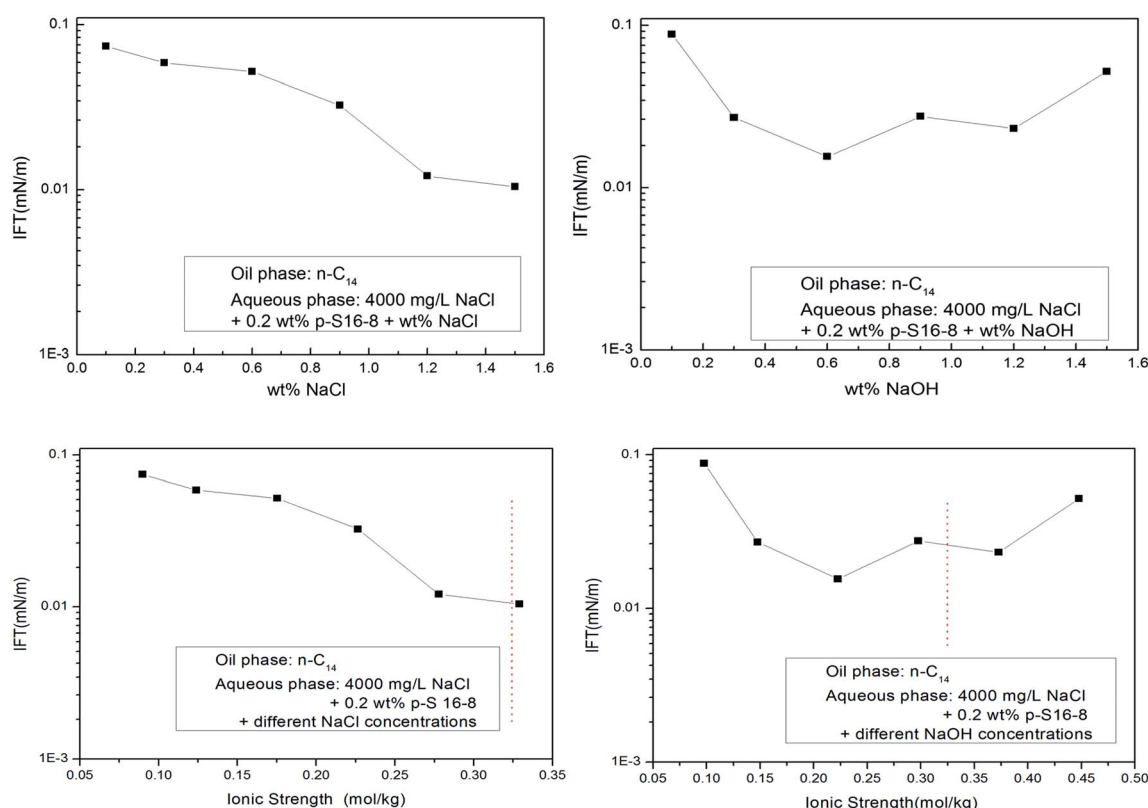 0.1
0.01
1E-3
IFT(mN/m)
Oil phase: n-C₁₄
Aqueous phase: 4000 mg/L NaCl
+ 0.2 wt% p-S16-8 + wt% NaCl
0.0 0.2 0.4 0.6 0.8 1.0 1.2 1.4 1.6
wt% NaCl
0.1
0.01
1E-3
IFT(mN/m)
Oil phase: n-C₁₄
Aqueous phase: 4000 mg/L NaCl
+ 0.2 wt% p-S16-8 + wt% NaOH
0.0 0.2 0.4 0.6 0.8 1.0 1.2 1.4 1.6
wt% NaOH
0.1
0.01
1E-3
IFT(mN/m)
Oil phase: n-C₁₄
Aqueous phase: 4000 mg/L NaCl
+ 0.2 wt% p-S 16-8
+ different NaCl concentrations
0.05 0.10 0.15 0.20 0.25 0.30 0.35
Ionic Strength (mol/kg)
0.1
0.01
1E-3
IFT(mN/m)
Oil phase: n-C₁₄
Aqueous phase: 4000 mg/L NaCl
+ 0.2 wt% p-S16-8
+ different NaOH concentrations
0.05 0.10 0.15 0.20 0.25 0.30 0.35 0.40 0.45 0.50
Ionic Strength(mol/kg)